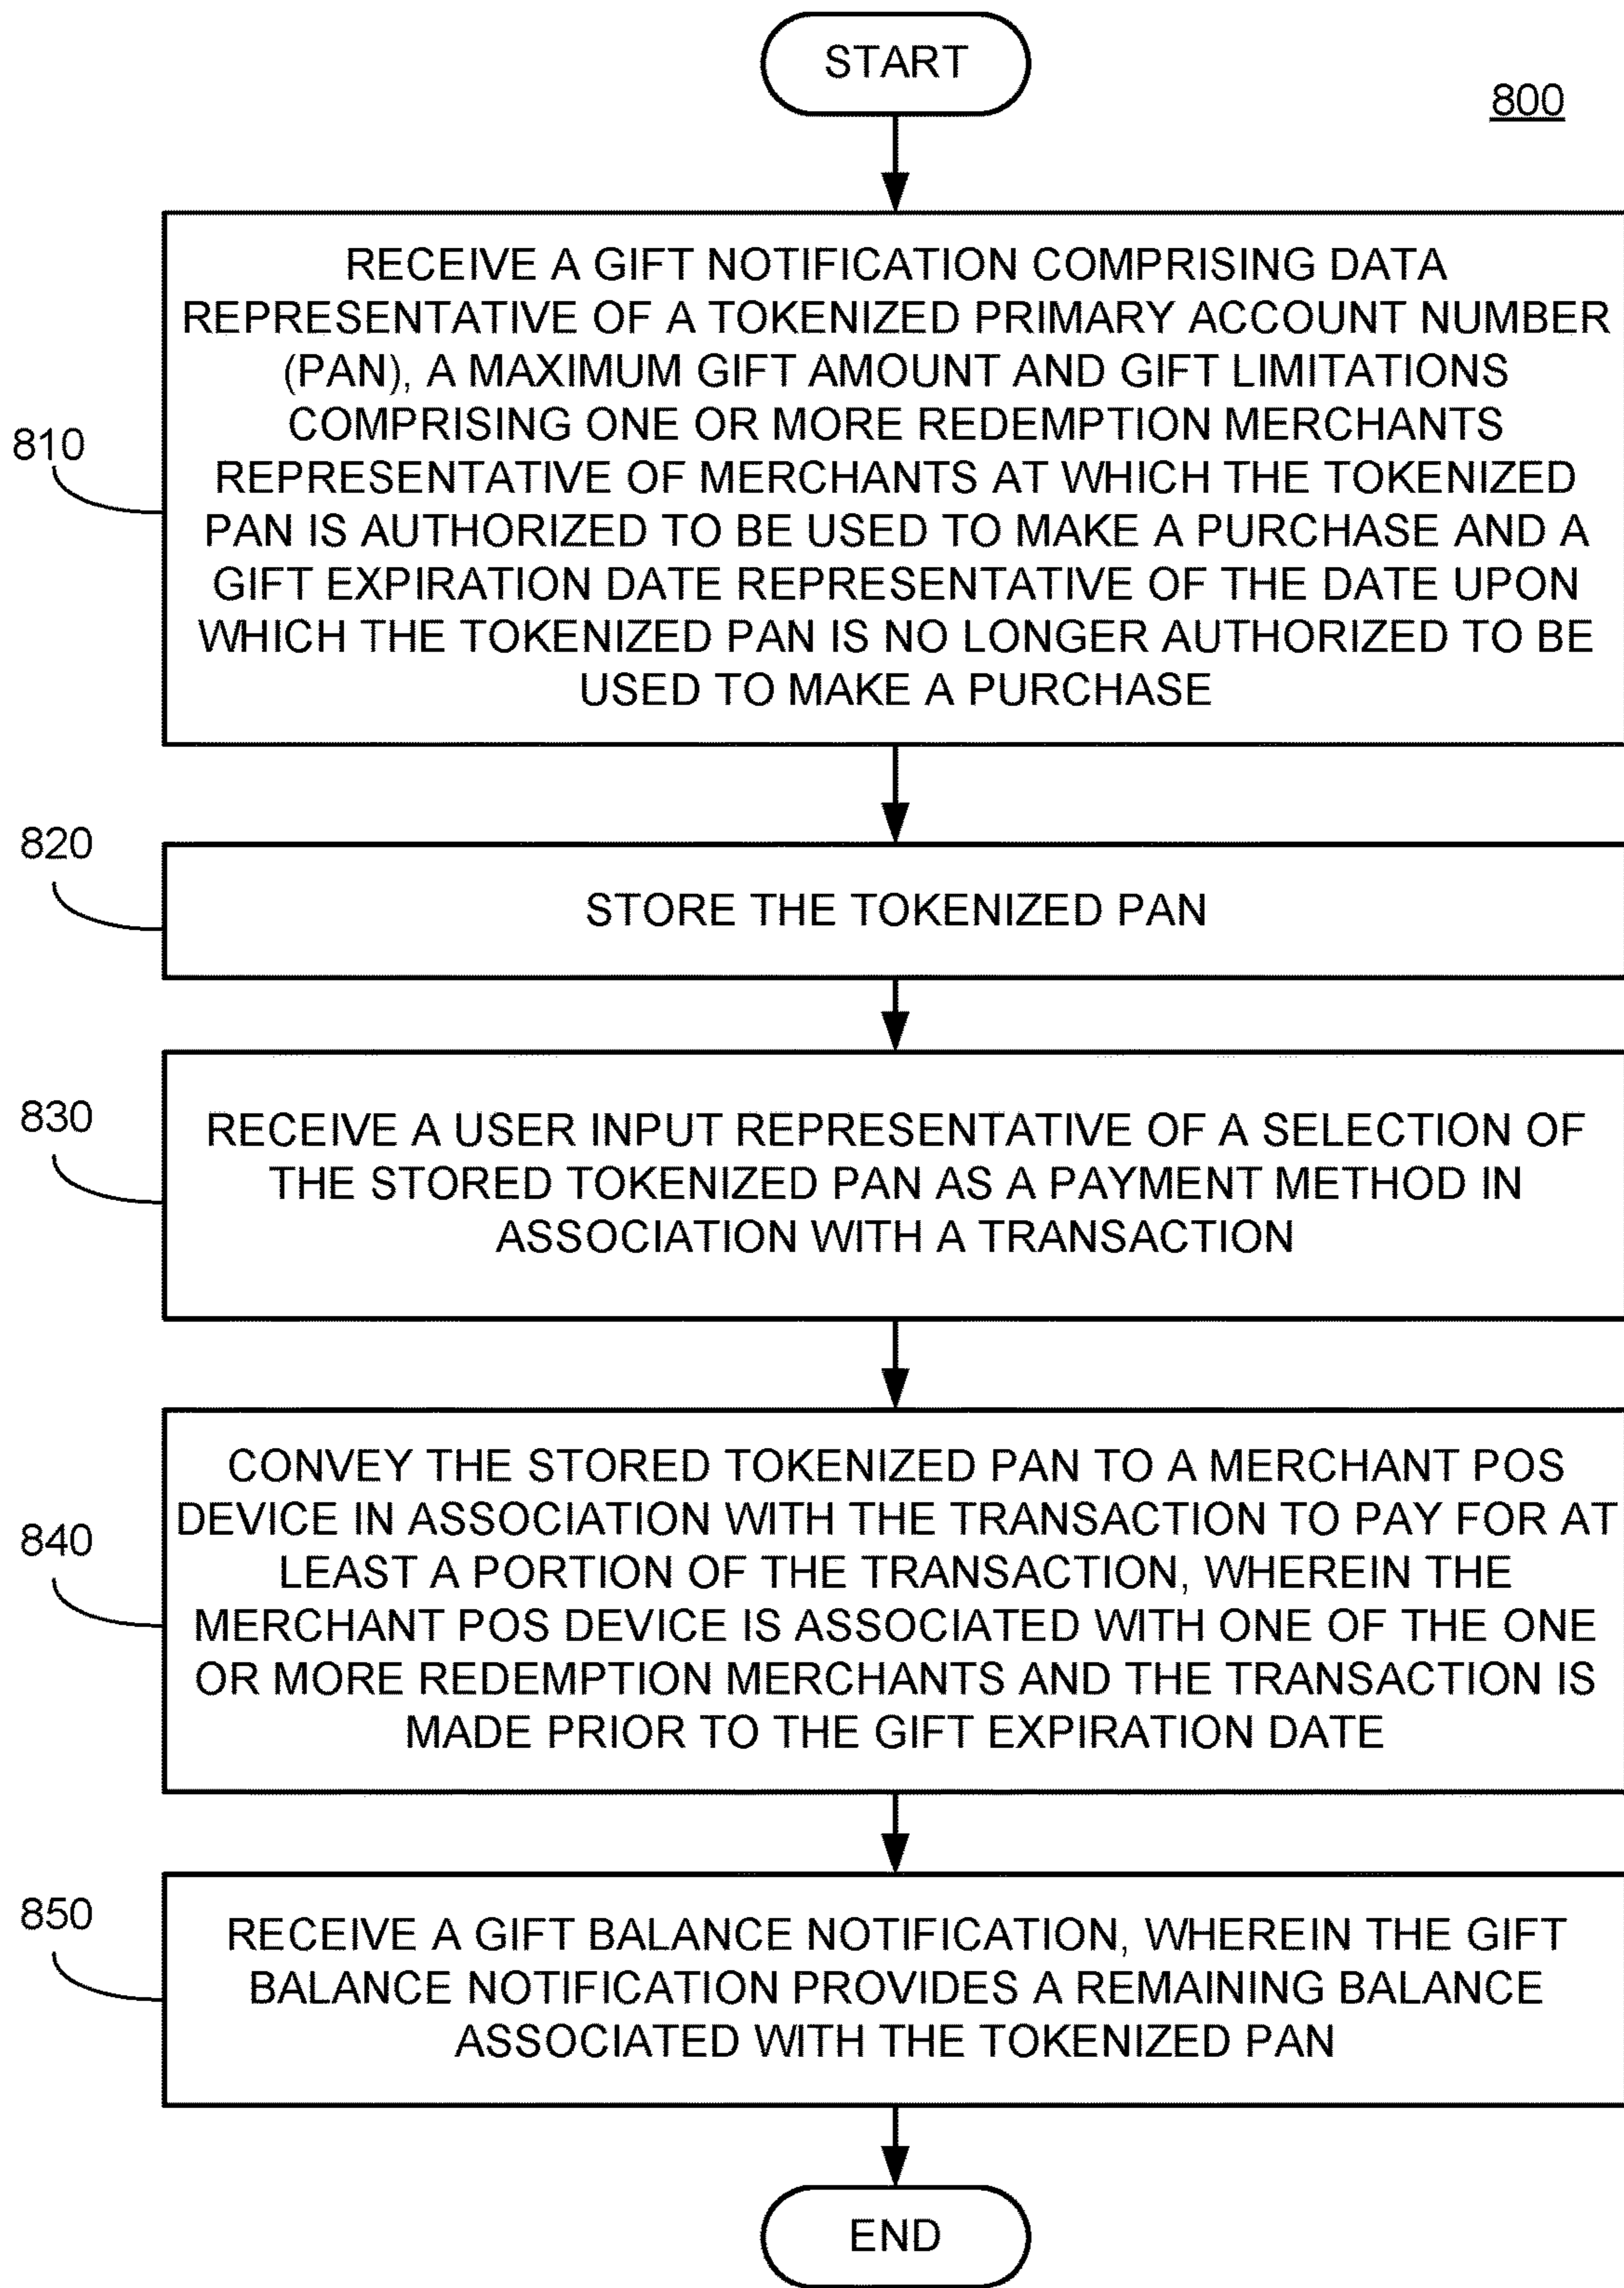 START
800
RECEIVE A GIFT NOTIFICATION COMPRISING DATA
REPRESENTATIVE OF A TOKENIZED PRIMARY ACCOUNT NUMBER
(PAN), A MAXIMUM GIFT AMOUNT AND GIFT LIMITATIONS
COMPRISING ONE OR MORE REDEMPTION MERCHANTS
REPRESENTATIVE OF MERCHANTS AT WHICH THE TOKENIZED
PAN IS AUTHORIZED TO BE USED TO MAKE A PURCHASE AND A
GIFT EXPIRATION DATE REPRESENTATIVE OF THE DATE UPON
WHICH THE TOKENIZED PAN IS NO LONGER AUTHORIZED TO BE
USED TO MAKE A PURCHASE
810
820
STORE THE TOKENIZED PAN
830
RECEIVE A USER INPUT REPRESENTATIVE OF A SELECTION OF
THE STORED TOKENIZED PAN AS A PAYMENT METHOD IN
ASSOCIATION WITH A TRANSACTION
840
CONVEY THE STORED TOKENIZED PAN TO A MERCHANT POS
DEVICE IN ASSOCIATION WITH THE TRANSACTION TO PAY FOR AT
LEAST A PORTION OF THE TRANSACTION, WHEREIN THE
MERCHANT POS DEVICE IS ASSOCIATED WITH ONE OF THE ONE
OR MORE REDEMPTION MERCHANTS AND THE TRANSACTION IS
MADE PRIOR TO THE GIFT EXPIRATION DATE
850
RECEIVE A GIFT BALANCE NOTIFICATION, WHEREIN THE GIFT
BALANCE NOTIFICATION PROVIDES A REMAINING BALANCE
ASSOCIATED WITH THE TOKENIZED PAN
END